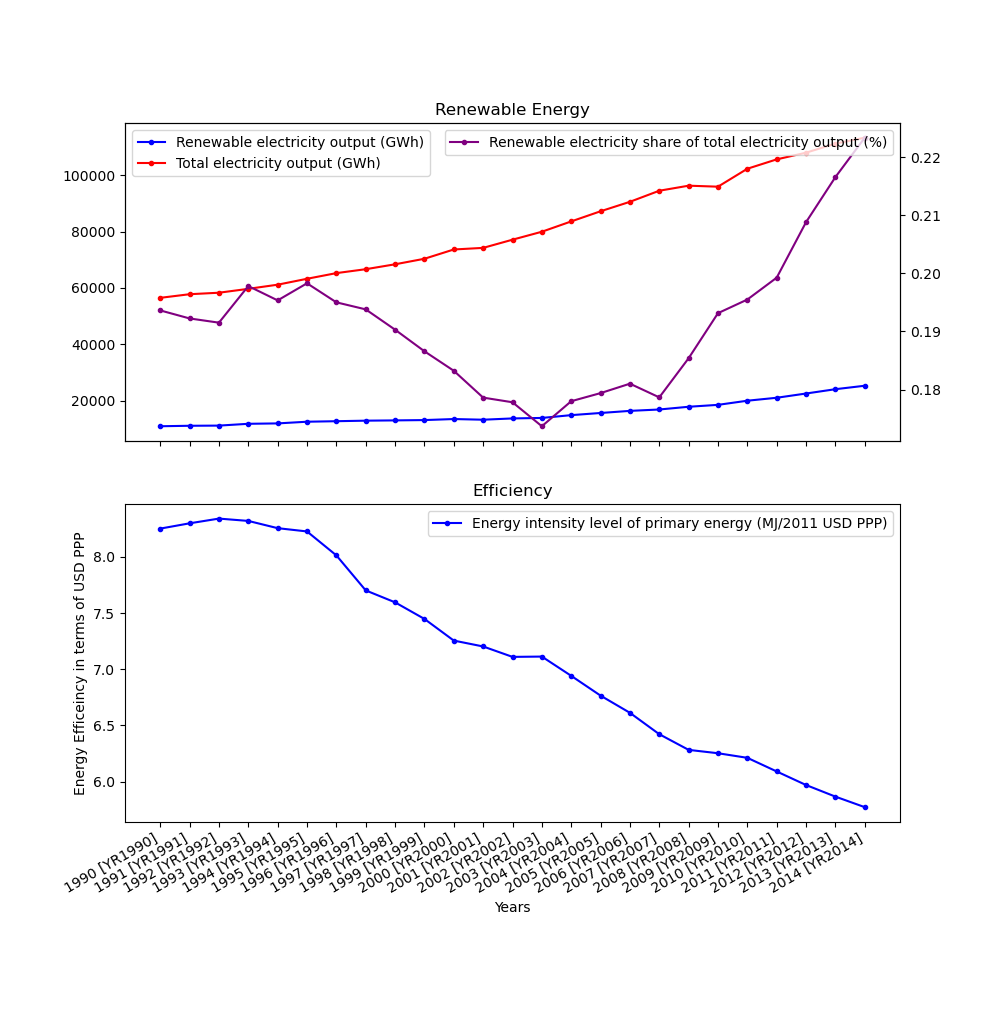 Renewable Energy
Renewable electricity output (GWh)
Total electricity output (GWh)
Renewable electricity share of total electricity output (%)
100000
80000
60000
40000
20000
0.22
0.21
0.20
0.19
0.18
Efficiency
Energy intensity level of primary energy (MJ/2011 USD PPP)
Energy Efficeincy in terms of USD PPP
8.0
7.5
7.0
6.5
6.0
1990 [YR1990]
1991 [YR1991]
1992 [YR1992]
1993 [YR1993]
1994 [YR1994]
1995 [YR1995]
1996 [YR1996]
1997 [YR1997]
1998 [YR1998]
1999 [YR1999]
2000 [YR2000]
2001 [YR2001]
2002 [YR2002]
2003 [YR2003]
2004 [YR2004]
2005 [YR2005]
2006 [YR2006]
2007 [YR2007]
2008 [YR2008]
2009 [YR2009]
2010 [YR2010]
2011 [YR2011]
2012 [YR2012]
2013 [YR2013]
2014 [YR2014]
Years